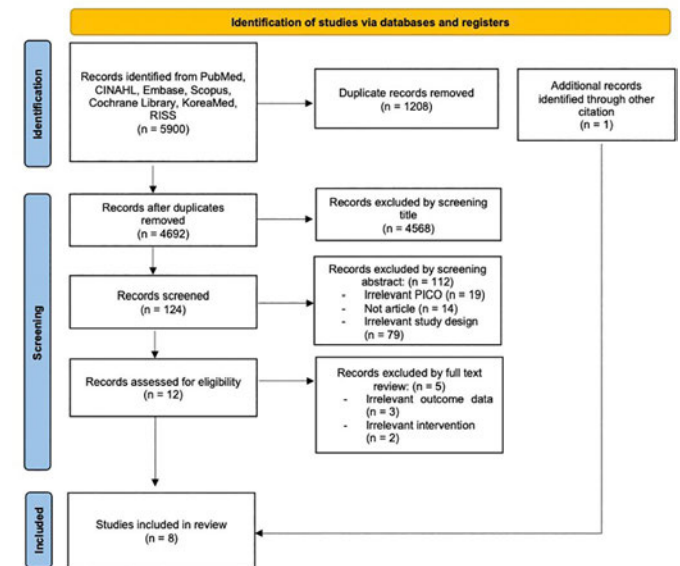 Identification of studies via databases and registers
Identification
Records identified from PubMed,
CINAHL, Embase, Scopus,
Cochrane Library, KoreaMed,
RISS
(n = 5900)
Duplicate records removed
(n = 1208)
Additional records
identified through other
citation
(n = 1)
Screening
Records after duplicates
removed
(n = 4692)
Records excluded by screening
title
(n = 4568)
Records screened
(n = 124)
Records excluded by screening
abstract: (n = 112)
- Irrelevant PICO (n = 19)
- Not article (n = 14)
- Irrelevant study design
(n = 79)
Records assessed for eligibility
(n = 12)
Records excluded by full text
review: (n = 5)
- Irrelevant outcome data
(n = 3)
- Irrelevant intervention
(n = 2)
Included
Studies included in review
(n = 8)